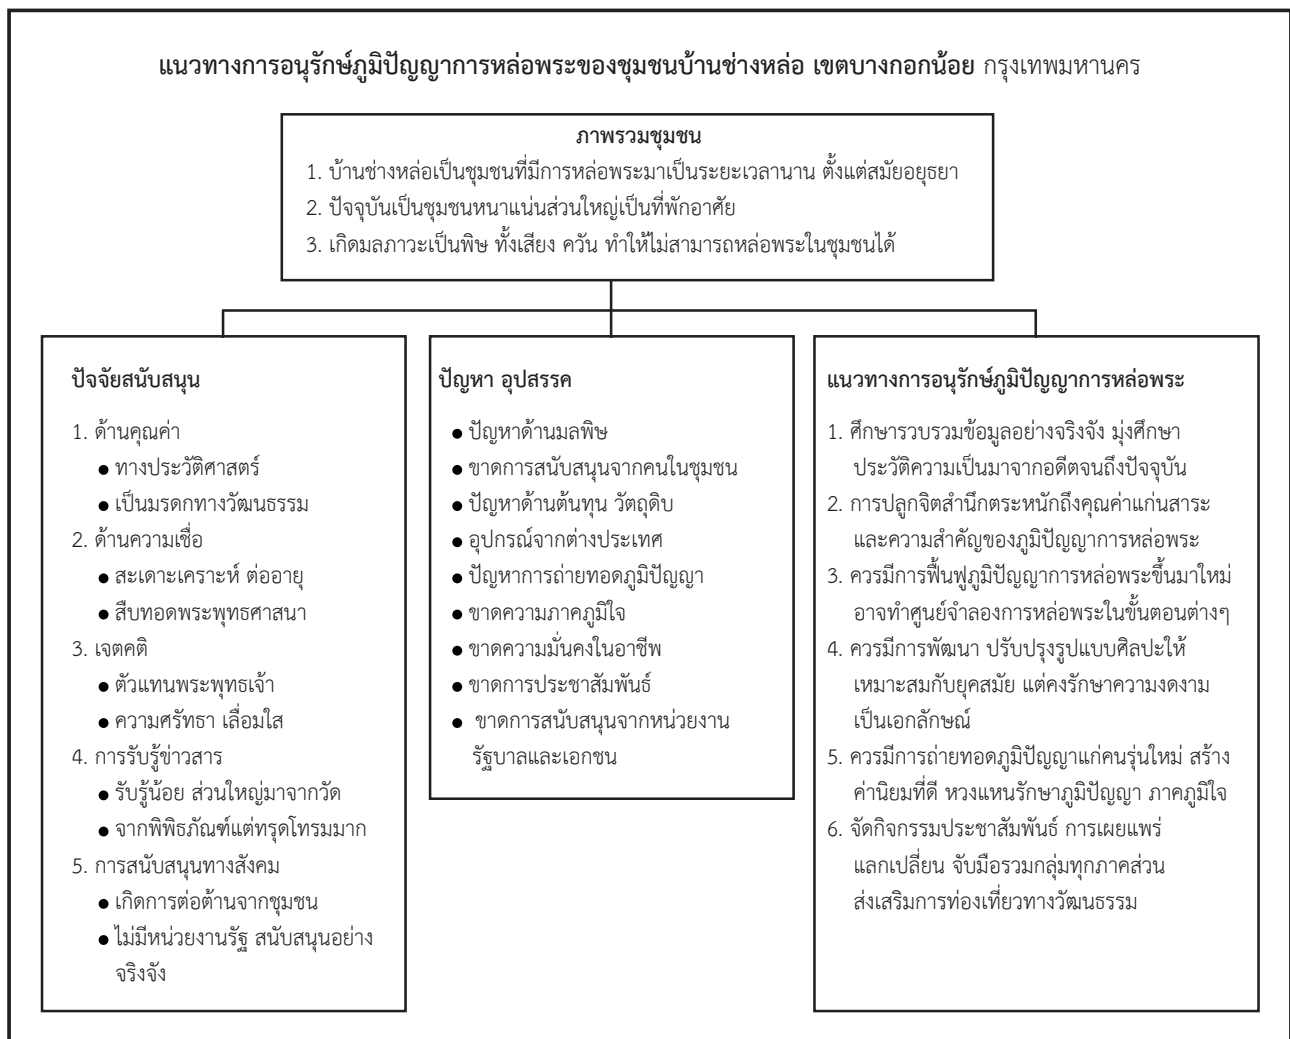 แนวทางการอนุรักษ์ภูมิปัญญาการหล่อพระของชุมชนบ้านช่างหล่อ เขตบางกอกน้อย กรุงเทพมหานคร
ภาพรวมชุมชน
1. บ้านช่างหล่อเป็นชุมชนที่มีการหล่อพระมาเป็นระยะเวลานาน ตั้งแต่สมัยอยุธยา
2. ปัจจุบันเป็นชุมชนหนาแน่นส่วนใหญ่เป็นที่พักอาศัย
3. เกิดมลภาวะเป็นพิษ ทั้งเสียง ควัน ทำให้ไม่สามารถหล่อพระในชุมชนได้
ปัจจัยสนับสนุน
1. ด้านคุณค่า
● ทางประวัติศาสตร์
● เป็นมรดกทางวัฒนธรรม
2. ด้านความเชื่อ
● สะเดาะเคราะห์ ต่ออายุ
● สืบทอดพระพุทธศาสนา
3. เจตคติ
● ตัวแทนพระพุทธเจ้า
● ความศรัทธา เลื่อมใส
4. การรับรู้ข่าวสาร
● รับรู้น้อย ส่วนใหญ่มาจากวัด
● จากพิพิธภัณฑ์แต่ทรุดโทรมมาก
5. การสนับสนุนทางสังคม
● เกิดการต่อต้านจากชุมชน
● ไม่มีหน่วยงานรัฐ สนับสนุนอย่าง
จริงจัง
ปัญหา อุปสรรค
● ปัญหาด้านมลพิษ
● ขาดการสนับสนุนจากคนในชุมชน
● ปัญหาด้านต้นทุน วัตถุดิบ
● อุปกรณ์จากต่างประเทศ
● ปัญหาการถ่ายทอดภูมิปัญญา
● ขาดความภาคภูมิใจ
● ขาดความมั่นคงในอาชีพ
● ขาดการประชาสัมพันธ์
● ขาดการสนับสนุนจากหน่วยงาน
รัฐบาลและเอกชน
แนวทางการอนุรักษ์ภูมิปัญญาการหล่อพระ
1. ศึกษารวบรวมข้อมูลอย่างจริงจัง มุ่งศึกษา
ประวัติความเป็นมาจากอดีตจนถึงปัจจุบัน
2. การปลูกจิตสำนึกตระหนักถึงคุณค่าแก่นสาระ
และความสำคัญของภูมิปัญญาการหล่อพระ
3. ควรมีการฟื้นฟูภูมิปัญญาการหล่อพระขึ้นมาใหม่
อาจทำศูนย์จำลองการหล่อพระในขั้นตอนต่างๆ
4. ควรมีการพัฒนา ปรับปรุงรูปแบบศิลปะให้
เหมาะสมกับยุคสมัย แต่คงรักษาความงดงาม
เป็นเอกลักษณ์
5. ควรมีการถ่ายทอดภูมิปัญญาแก่คนรุ่นใหม่ สร้าง
ค่านิยมที่ดี หวงแหนรักษาภูมิปัญญา ภาคภูมิใจ
6. จัดกิจกรรมประชาสัมพันธ์ การเผยแพร่
แลกเปลี่ยน จับมือรวมกลุ่มทุกภาคส่วน
ส่งเสริมการท่องเที่ยวทางวัฒนธรรม